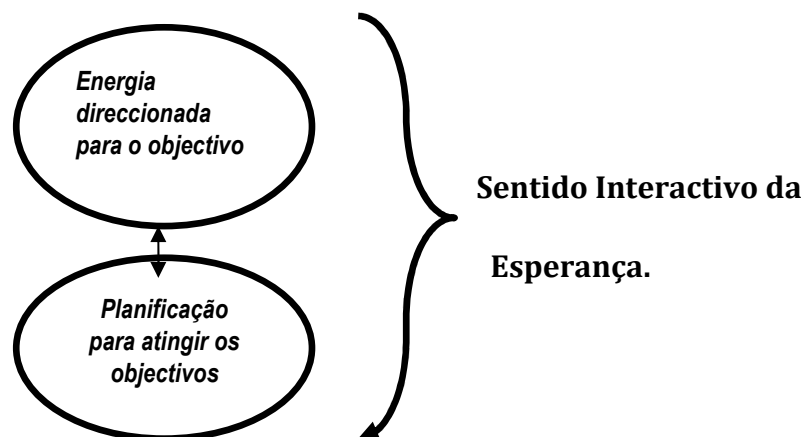 Energia
direccionada
para o objectivo
Sentido Interactivo da
Esperança.
Planificação
para atingir os
objectivos